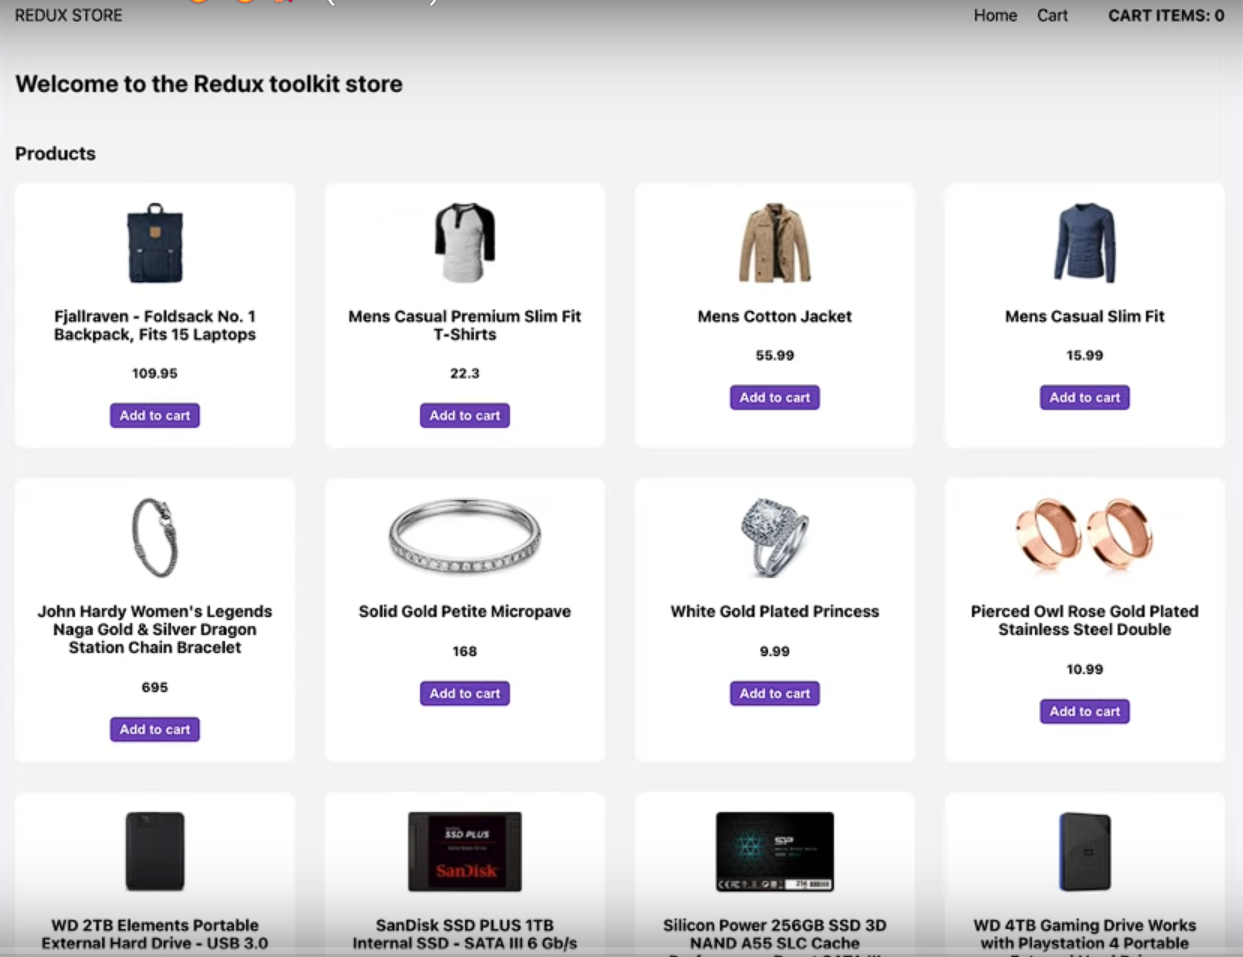 REDUX STORE
Home Cart CART ITEMS: 0
Welcome to the Redux toolkit store
Products
Fjallraven - Foldsack No. 1
Backpack, Fits 15 Laptops
109.95
Add to cart
Mens Casual Premium Slim Fit
T-Shirts
22.3
Add to cart
Mens Cotton Jacket
55.99
Add to cart
Mens Casual Slim Fit
15.99
Add to cart
John Hardy Women's Legends
Naga Gold & Silver Dragon
Station Chain Bracelet
695
Add to cart
Solid Gold Petite Micropave
168
Add to cart
White Gold Plated Princess
9.99
Add to cart
Pierced Owl Rose Gold Plated
Stainless Steel Double
10.99
Add to cart
WD 2TB Elements Portable
External Hard Drive - USB 3.0
SSD PLUS
SanDisk
SanDisk SSD PLUS 1TB
Internal SSD - SATA III 6 Gb/s
SP
256
Silicon Power 256GB SSD 3D
NAND A55 SLC Cache
WD 4TB Gaming Drive Works
with Playstation 4 Portable